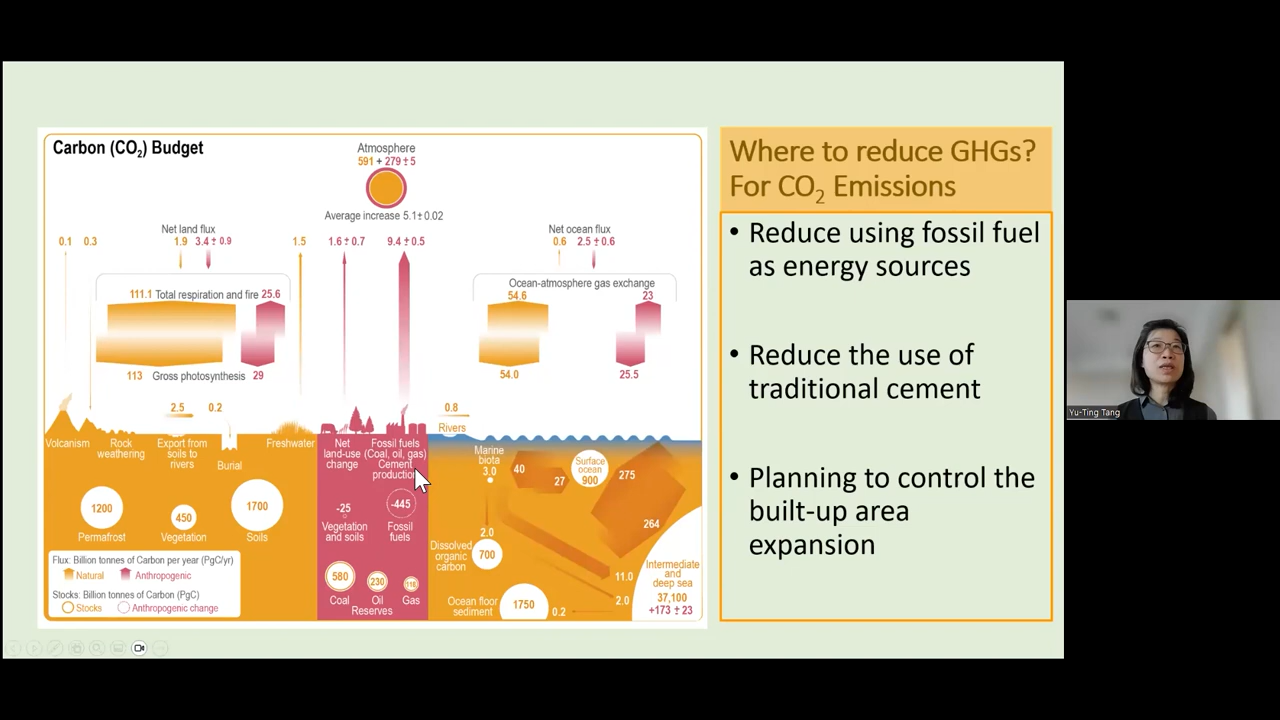 Carbon (CO2) Budget
Atmosphere
591 + 279 ± 5
Average increase 5.1± 0.02
Net land flux
Net ocean flux
0.1
0.3
1.9
3.4 ± 0.9
1.5
1.6 ± 0.7
9.4 ± 0.5
0.6
2.5 ± 0.6
Ocean-atmosphere gas exchange
111.1 Total respiration and fire 25.6
54.6
23
113 Gross photosynthesis 29
54.0
25.5
2.5
0.2
0.8
Rivers
Volcanism
Rock
weathering
Export from
soils to
rivers
Burial
Freshwater
Net
land-use
change
Fossil fuels
(Coal, oil, gas)
Cement
production
Marine
biota
3.0
40
27
Surface
ocean
900
275
264
1200
Permafrost
450
Vegetation
1700
Soils
-25
Vegetation
and soils
-445
Fossil
fuels
2.0
Dissolved
organic
carbon
700
11.0
2.0
Intermediate
and
deep sea
37,100
+173 ± 23
Flux: Billion tonnes of Carbon per year (PgC/yr)
Natural
Anthropogenic
Stocks: Billion tonnes of Carbon (PgC)
Stocks
Anthropogenic change
580
Coal
230
Oil
118
Gas
Reserves
Ocean floor
sediment
1750
0.2
Where to reduce GHGs?
For CO2 Emissions
• Reduce using fossil fuel
as energy sources
• Reduce the use of
traditional cement
• Planning to control the
built-up area
expansion
Yu-Ting Tang